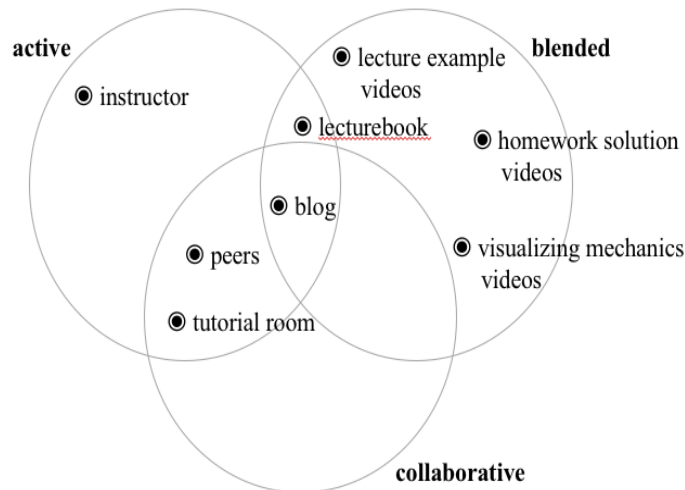 active
blended
lecture example
videos
instructor
lecturebook
homework solution
videos
blog
peers
visualizing mechanics
videos
tutorial room
collaborative